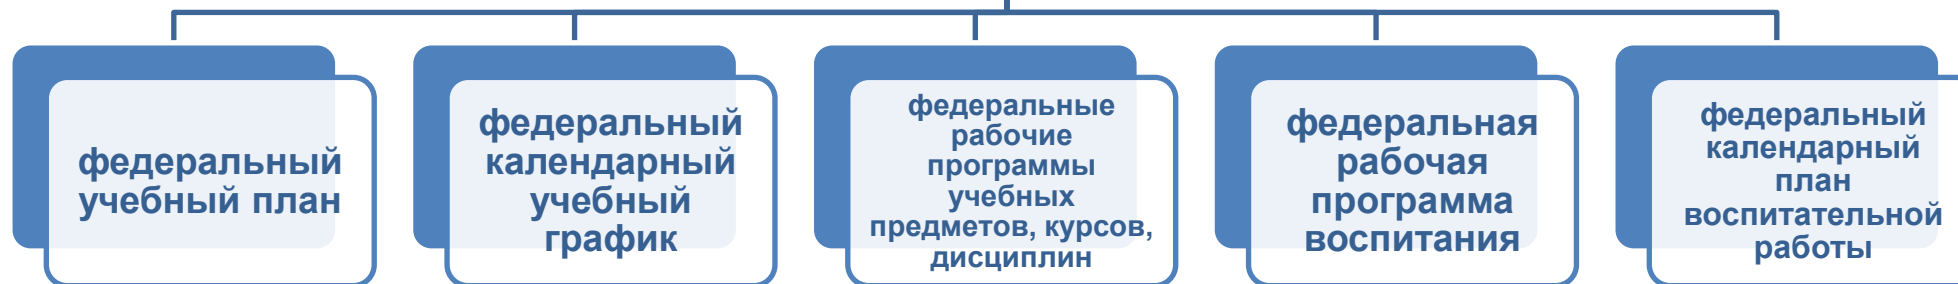 федеральный
учебный план
федеральный
календарный
учебный
график
федеральные
рабочие
программы
учебных
предметов, курсов,
дисциплин
федеральная
рабочая
программа
воспитания
федеральный
календарный
план
воспитательной
работы